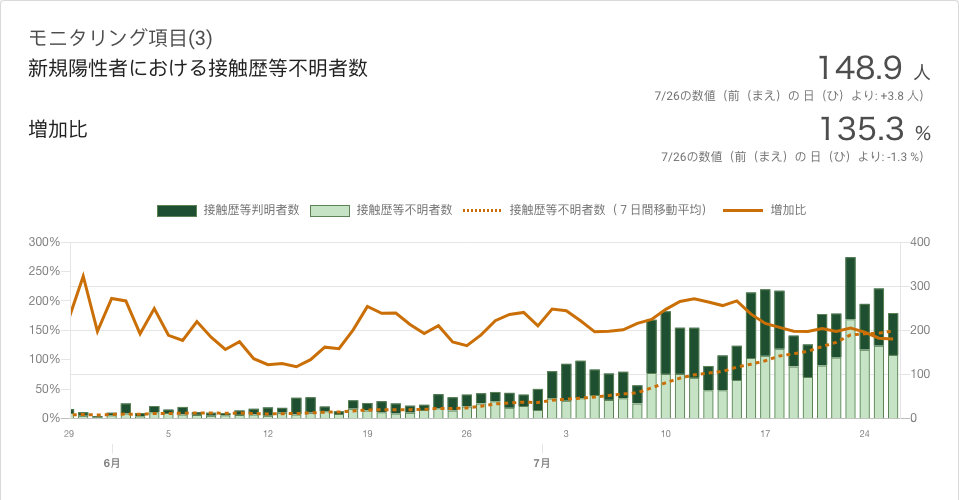 モニタリング項目(3)
新規陽性者における接触歴等不明者数
148.9 人
7/26の数値（前（まえ）の 日（ひ）より: +3.8 人）
増加比
135.3 %
7/26の数値（前（まえ）の 日（ひ）より: -1.3 %）
接触歴等判明者数 接触歴等不明者数 接触歴等不明者数（７日間移動平均） 増加比
300% 400
250%
300
200%
150% 200
100%
100
50%
0% 0
29 5 12 19 26 3 10 17 24
6月 7月